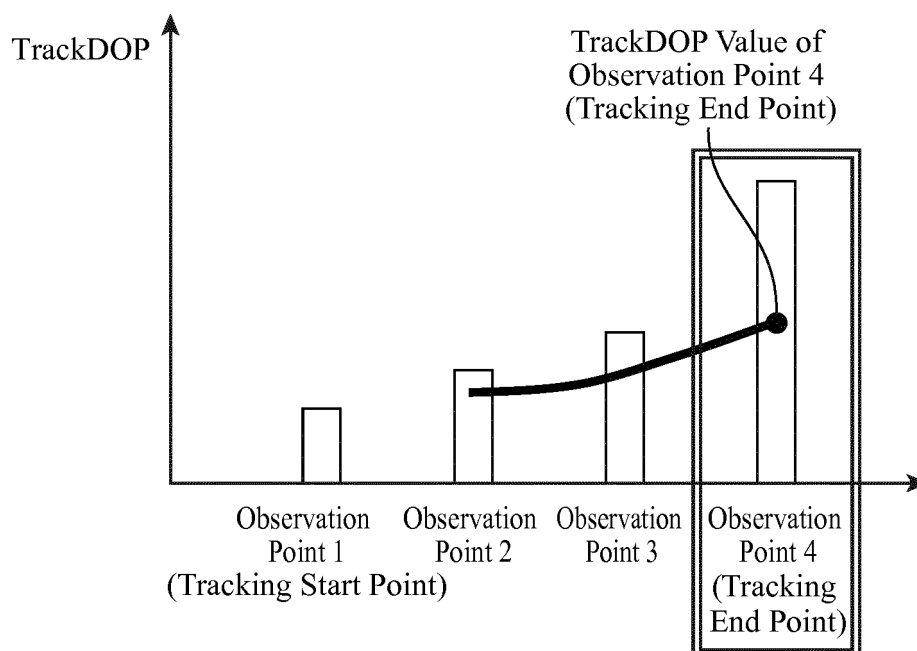 TrackDOP
TrackDOP Value of
Observation Point 4
(Tracking End Point)
Observation
Point 1
(Tracking Start Point)
Observation
Point 2
Observation
Point 3
Observation
Point 4
(Tracking
End Point)